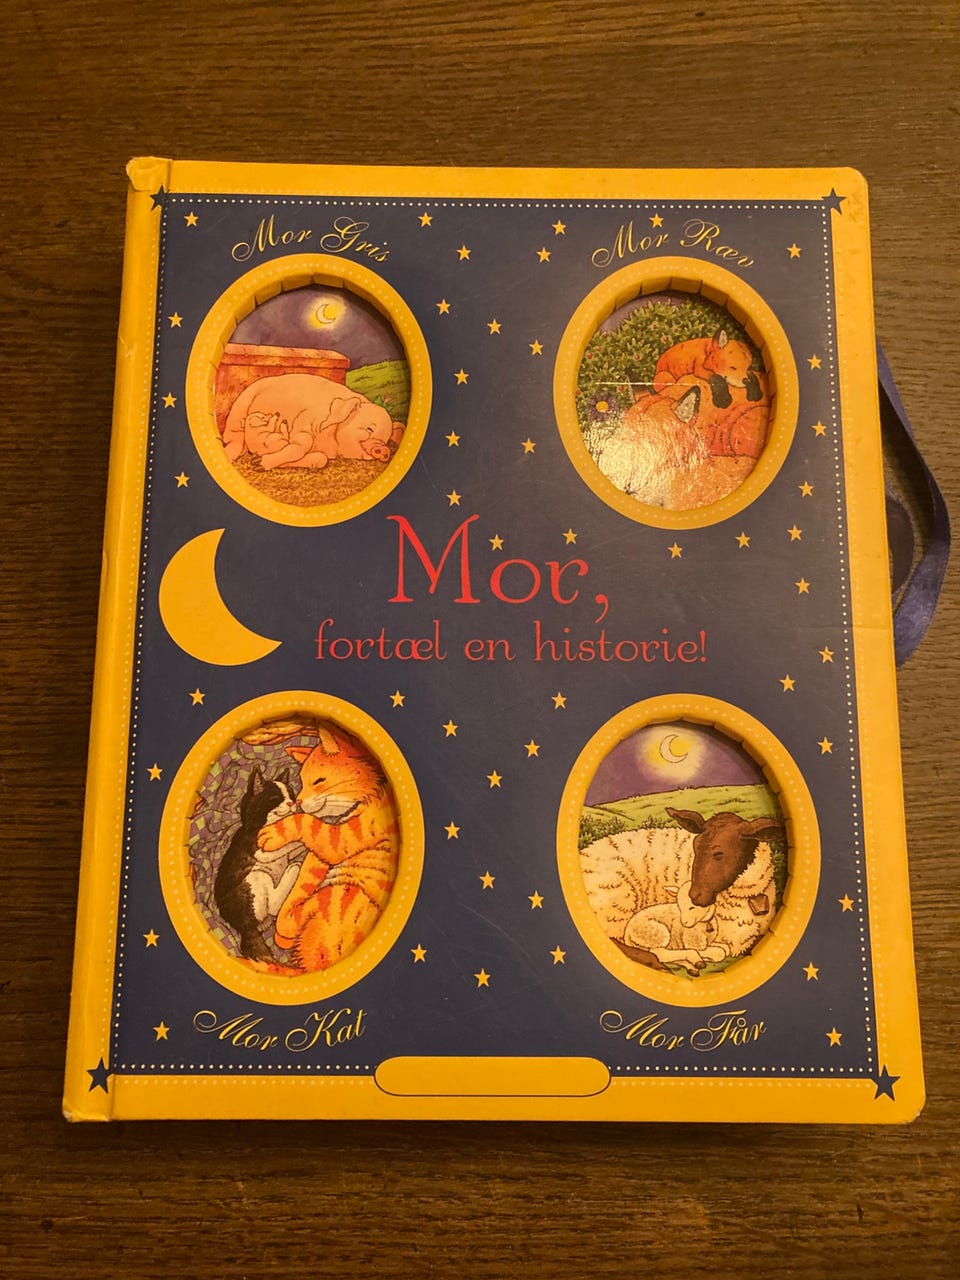 Mor Gris
Mor Ræv
Mor,
fortæl en historie!
Mor Kat
Mor Får